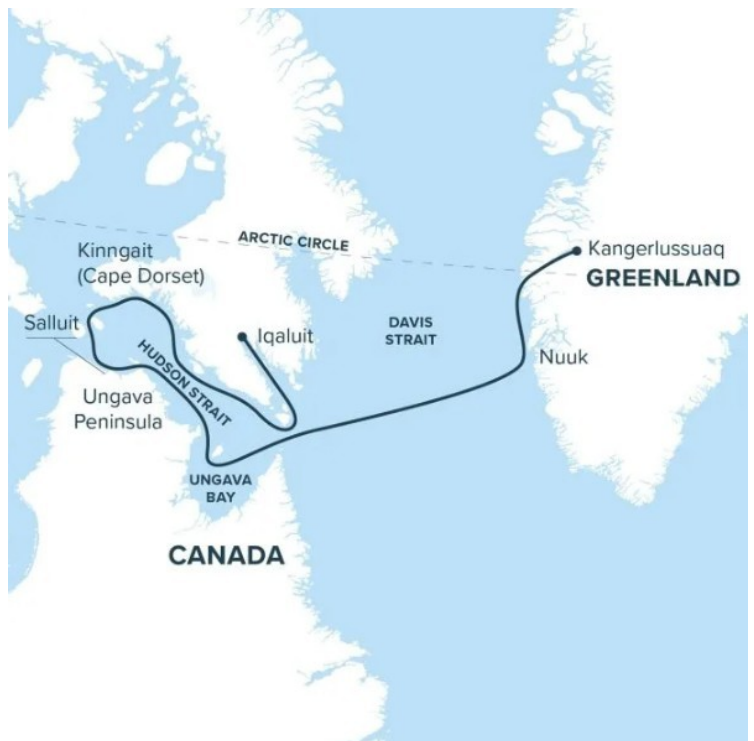 ARCTIC CIRCLE
Kinngait
(Cape Dorset)
Kangerlussuaq
GREENLAND
Salluit
Iqaluit
DAVIS
STRAIT
HUDSON STRAIT
Nuuk
Ungava
Peninsula
UNGAVA
BAY
CANADA